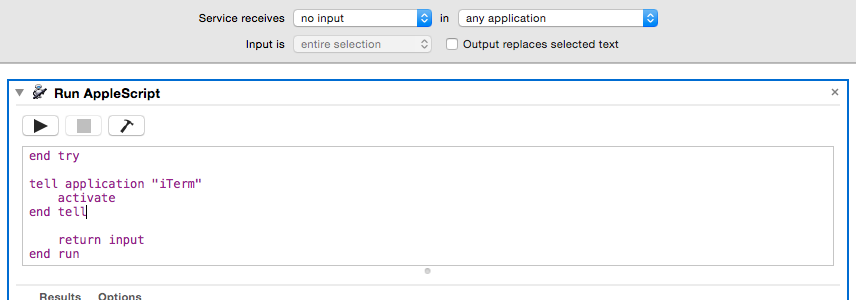 Service receives no input in any application
Input is entire selection Output replaces selected text
Run AppleScript
end try
tell application "iTerm"
activate
end tell
return input
end run
Results Options